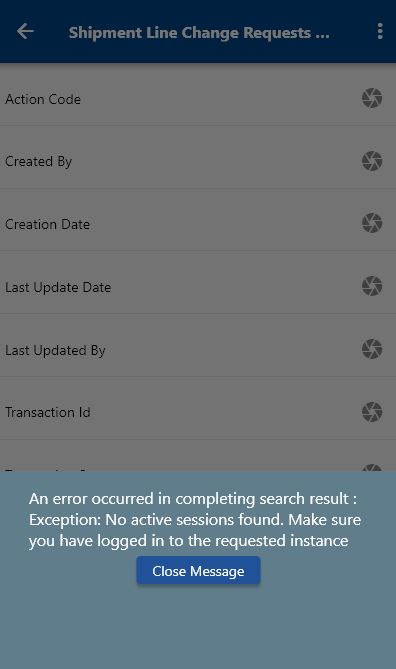 Shipment Line Change Requests ...
Action Code
Created By
Creation Date
Last Update Date
Last Updated By
Transaction Id
An error occurred in completing search result :
Exception: No active sessions found. Make sure
you have logged in to the requested instance
Close Message